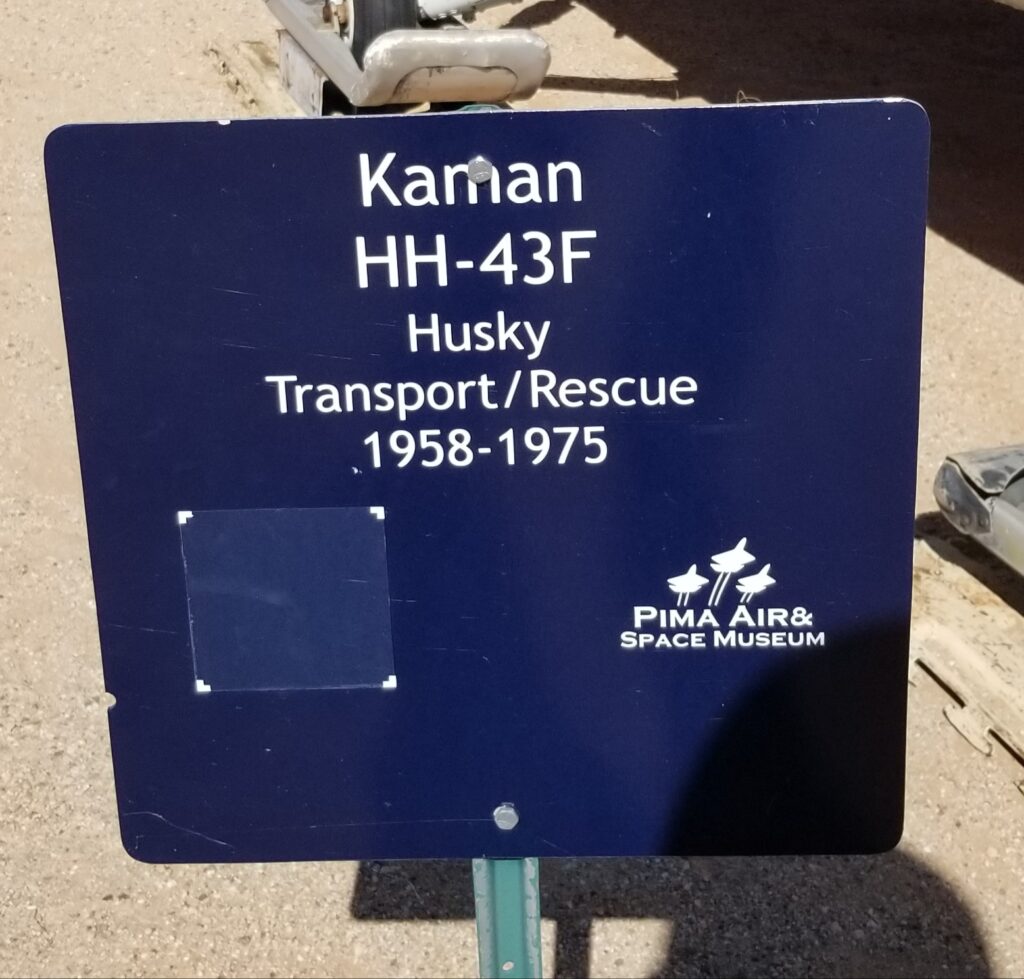 Kaman
HH-43F
Husky
Transport/Rescue
1958-1975
PIMA AIR&
SPACE MUSEUM